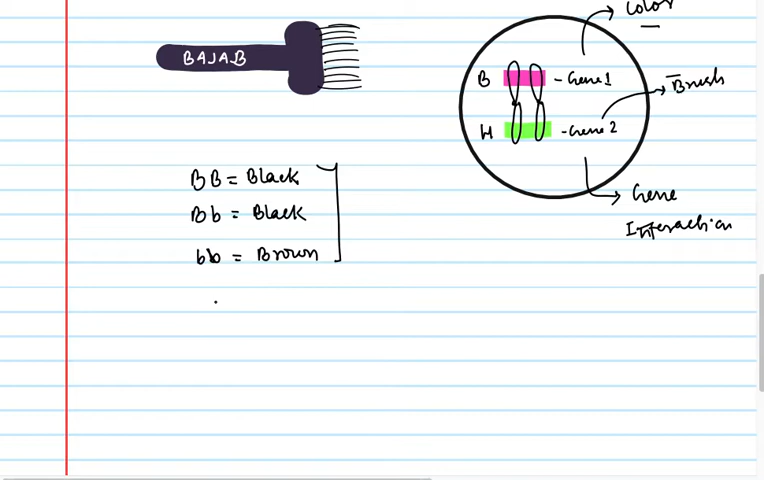 Color
BAJAB
B - Gene 1
Brush
H - Gene 2
BB = Black
Bb = Black
bb = Brown
Gene
Interaction